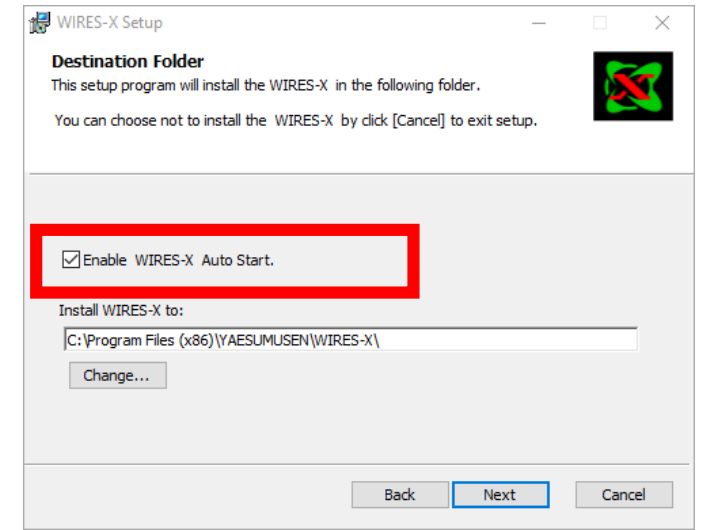 WIRES-X Setup
Destination Folder
This setup program will install the WIRES-X in the following folder.
You can choose not to install the WIRES-X by click [Cancel] to exit setup.
X
Enable WIRES-X Auto Start.
Install WIRES-X to:
C:\Program Files (x86)\YAESUMUSEN\WIRES-X\
Change...
Back Next Cancel